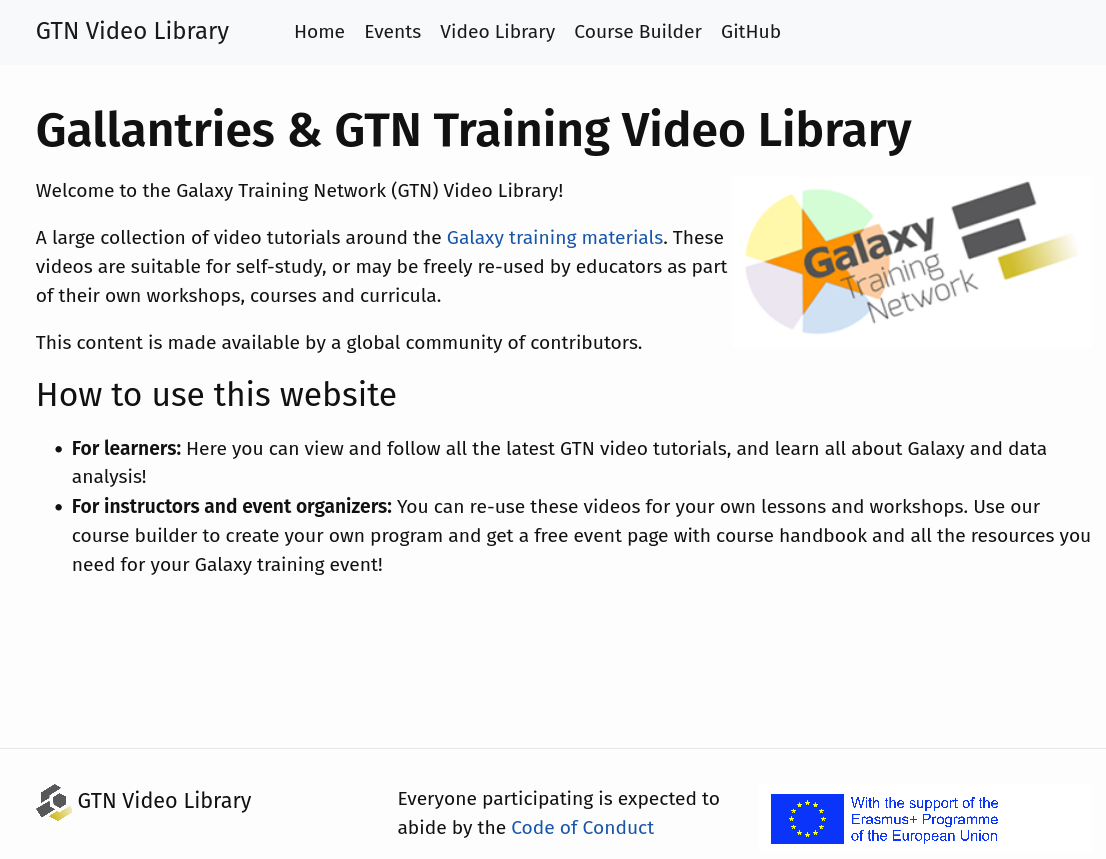 GTN Video Library Home Events Video Library Course Builder GitHub
Gallantries & GTN Training Video Library
Welcome to the Galaxy Training Network (GTN) Video Library!
A large collection of video tutorials around the Galaxy training materials. These
videos are suitable for self-study, or may be freely re-used by educators as part
of their own workshops, courses and curricula.
This content is made available by a global community of contributors.
Galaxy
Training
Network
How to use this website
• For learners: Here you can view and follow all the latest GTN video tutorials, and learn all about Galaxy and data
analysis!
• For instructors and event organizers: You can re-use these videos for your own lessons and workshops. Use our
course builder to create your own program and get a free event page with course handbook and all the resources you
need for your Galaxy training event!
GTN Video Library
Everyone participating is expected to
abide by the Code of Conduct
With the support of the
Erasmus+ Programme
of the European Union